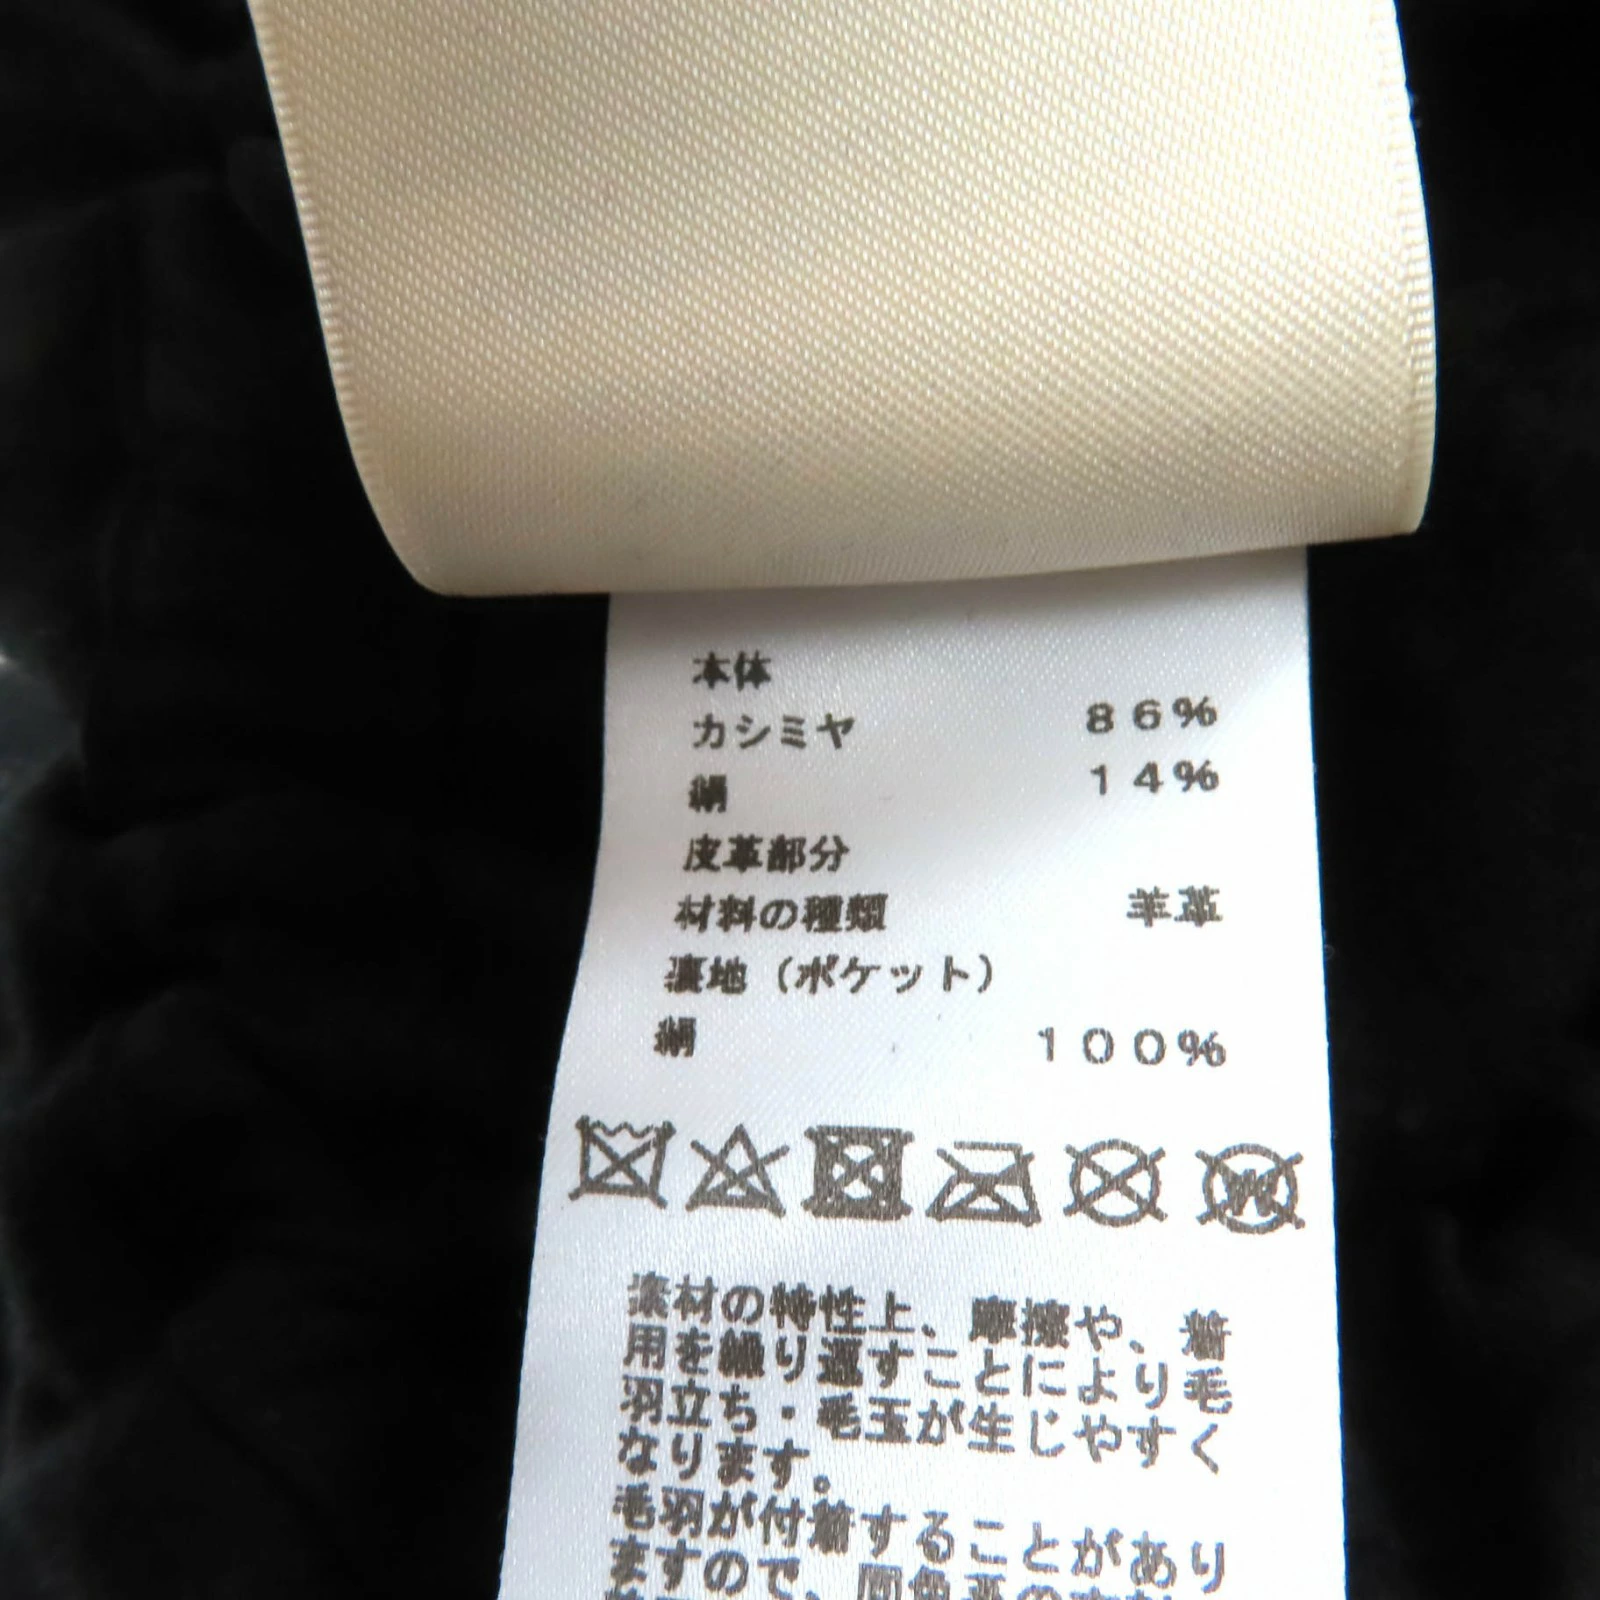 本体
カシミヤ 86%
絹 14%
皮革部分
材料の種類 羊革
裏地（ポケット）
絹 100%
W
素材の特性上、摩擦や、着
用を繰り返すことにより毛
羽立ち・毛玉が生じやすく
なります。
毛羽が付着することがあり
ますので、同色系の